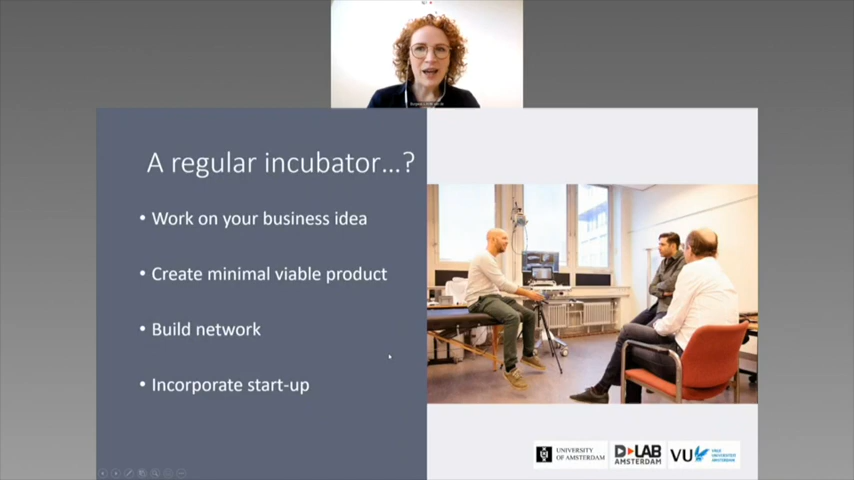 A regular incubator...?
• Work on your business idea
• Create minimal viable product
• Build network
• Incorporate start-up
UNIVERSITY
OF AMSTERDAM
D LAB
AMSTERDAM
VU
VRIJE
UNIVERSITEIT
AMSTERDAM